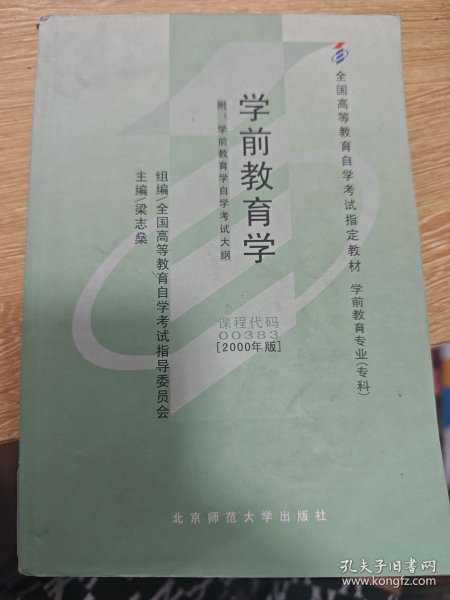 全国高等教育自学考试指定教材 学前教育专业(专科)
学前教育学
附:学前教育学自学考试大纲
课程代码
00383
[2000年版]
组编/全国高等教育自学考试指导委员会
主编/梁志燊
北京师范大学出版社
孔夫子旧书网
www.kongfz.com